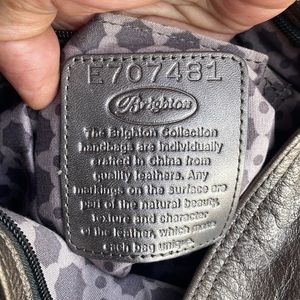 E707481
Brighton
The Brighton Collection
handbags are individually
crafted in China from
quality leathers. Any
markings on the surface are
part of the natural beauty,
texture and character
of the leather, which make
each bag unique.